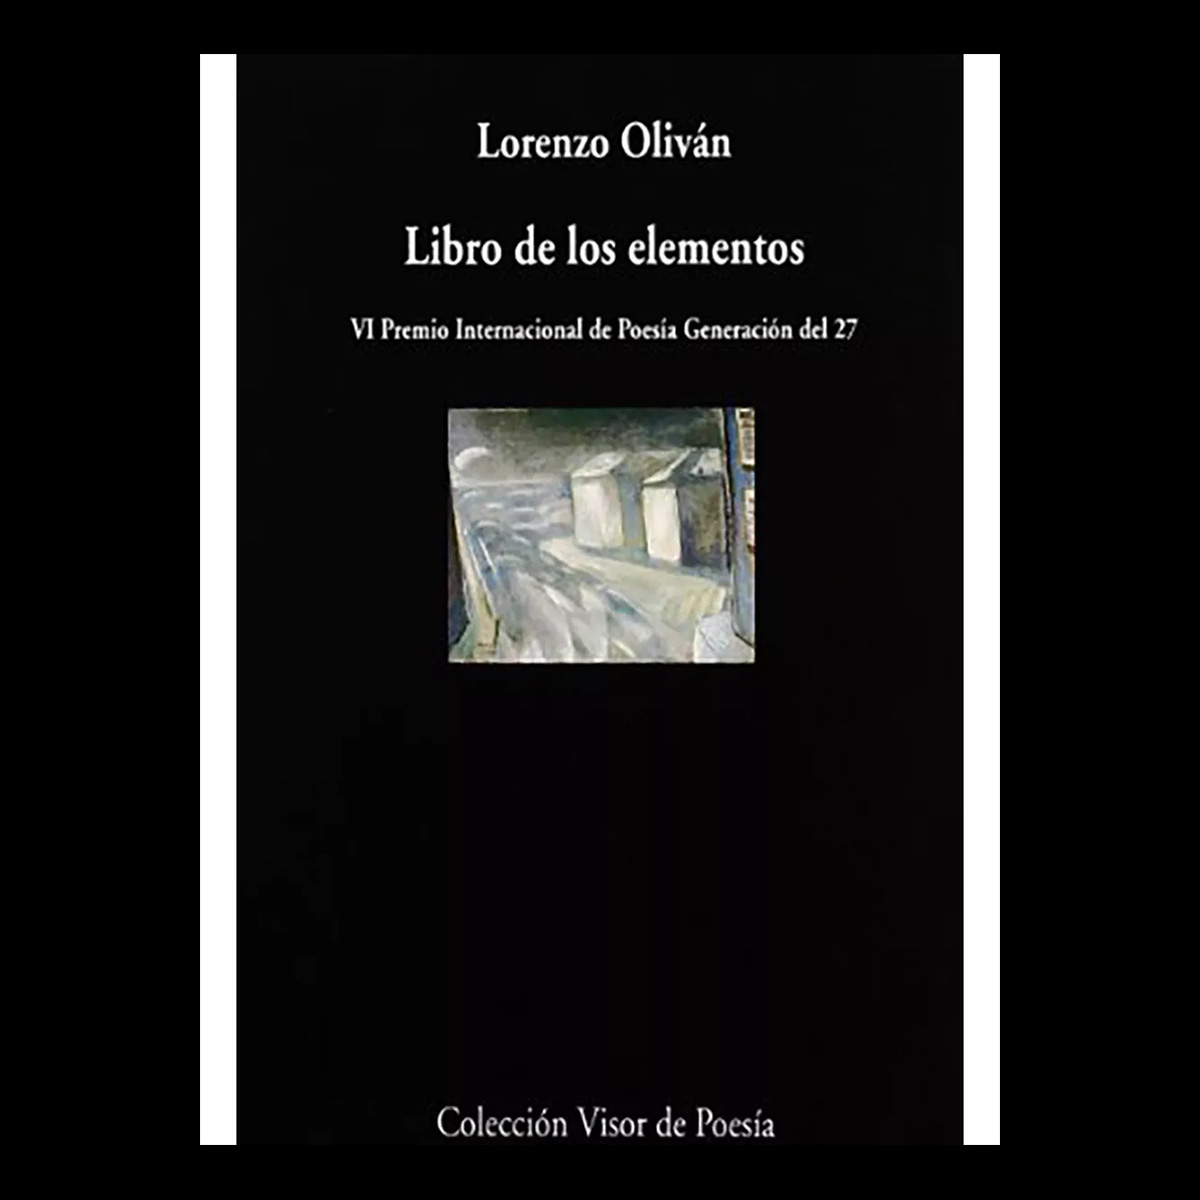 Lorenzo Oliván
Libro de los elementos
VI Premio Internacional de Poesía Generación del 27
Colección Visor de Poesía